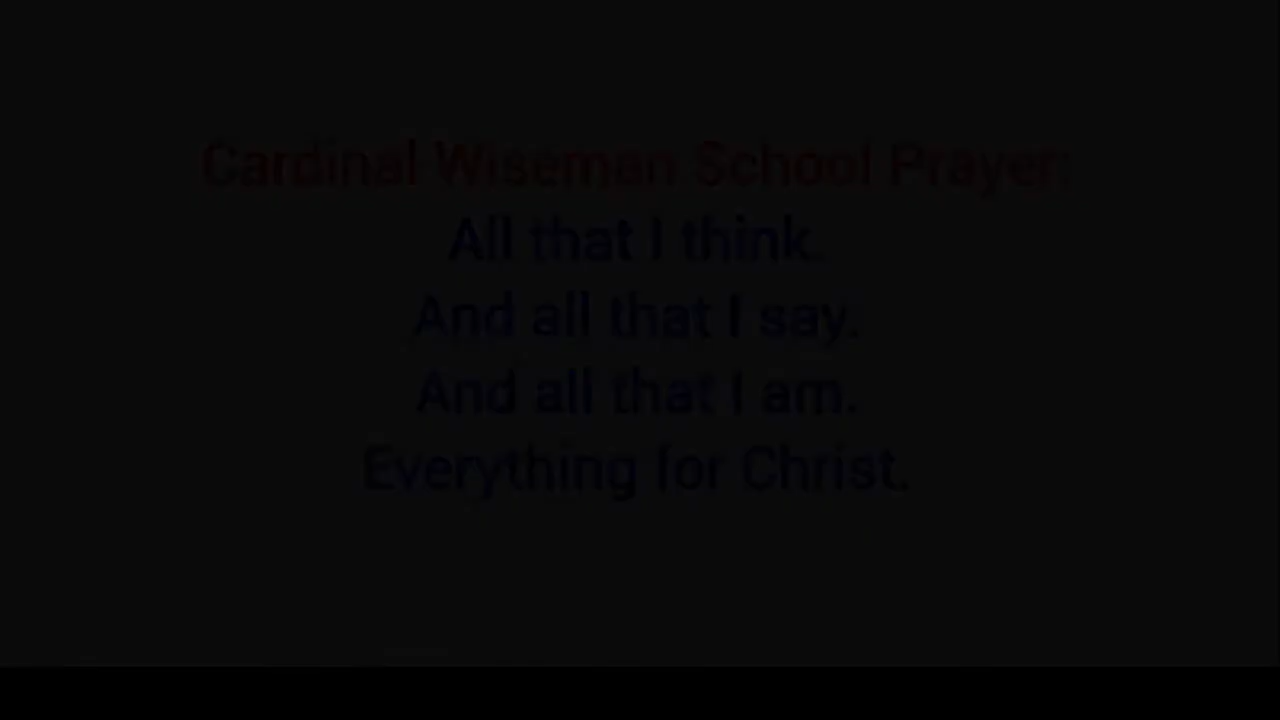 Cardinal Wiseman School Prayer:
All that I think.
And all that I say.
And all that I am.
Everything for Christ.